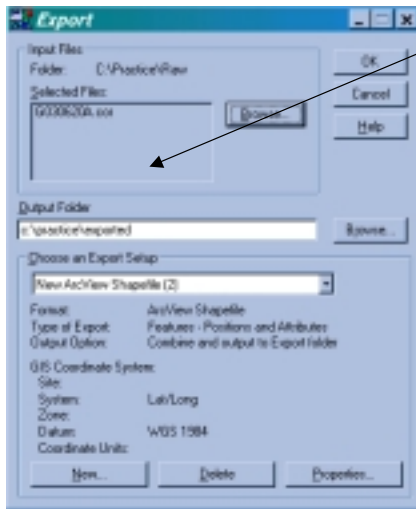 Export
Input Files
Folder: C:\Practice\Raw
Selected Files:
G030620A.cor
Browse...
OK
Cancel
Help
Output Folder
c:\practice\exported
Browse...
Choose an Export Setup
New ArcView Shapefile (2)
Format: ArcView Shapefile
Type of Export: Features - Positions and Attributes
Output Option: Combine and output to Export folder
GIS Coordinate System:
Site:
System: Lat/Long
Zone:
Datum: WGS 1984
Coordinate Units:
New... Delete Properties...